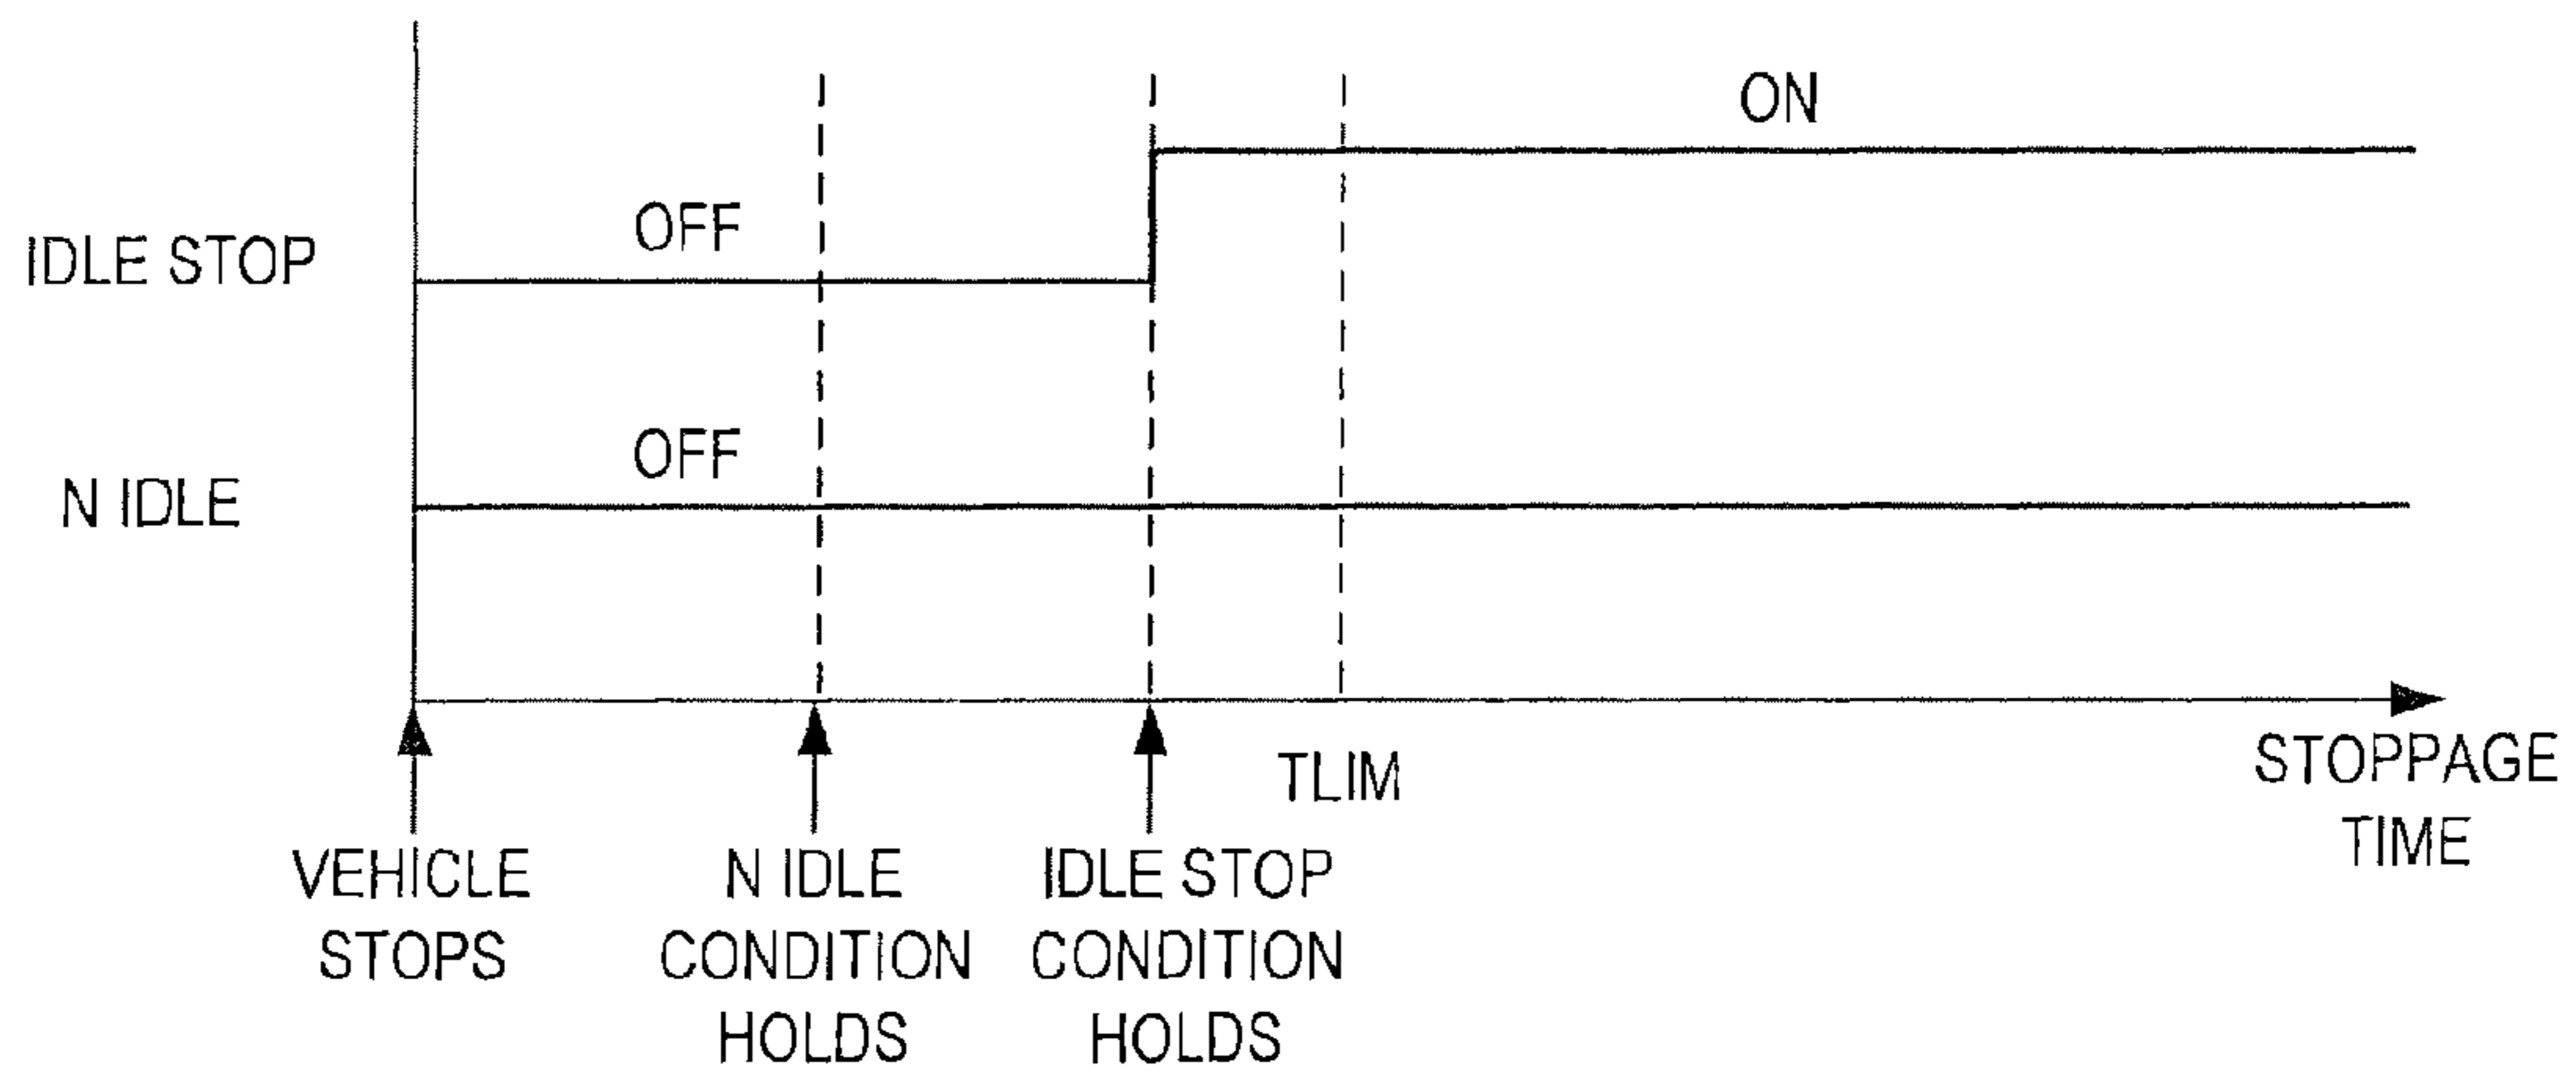 ON
OFF
IDLE STOP
OFF
N IDLE
TLIM
STOPPAGE
TIME
VEHICLE
STOPS
N IDLE
CONDITION
HOLDS
IDLE STOP
CONDITION
HOLDS